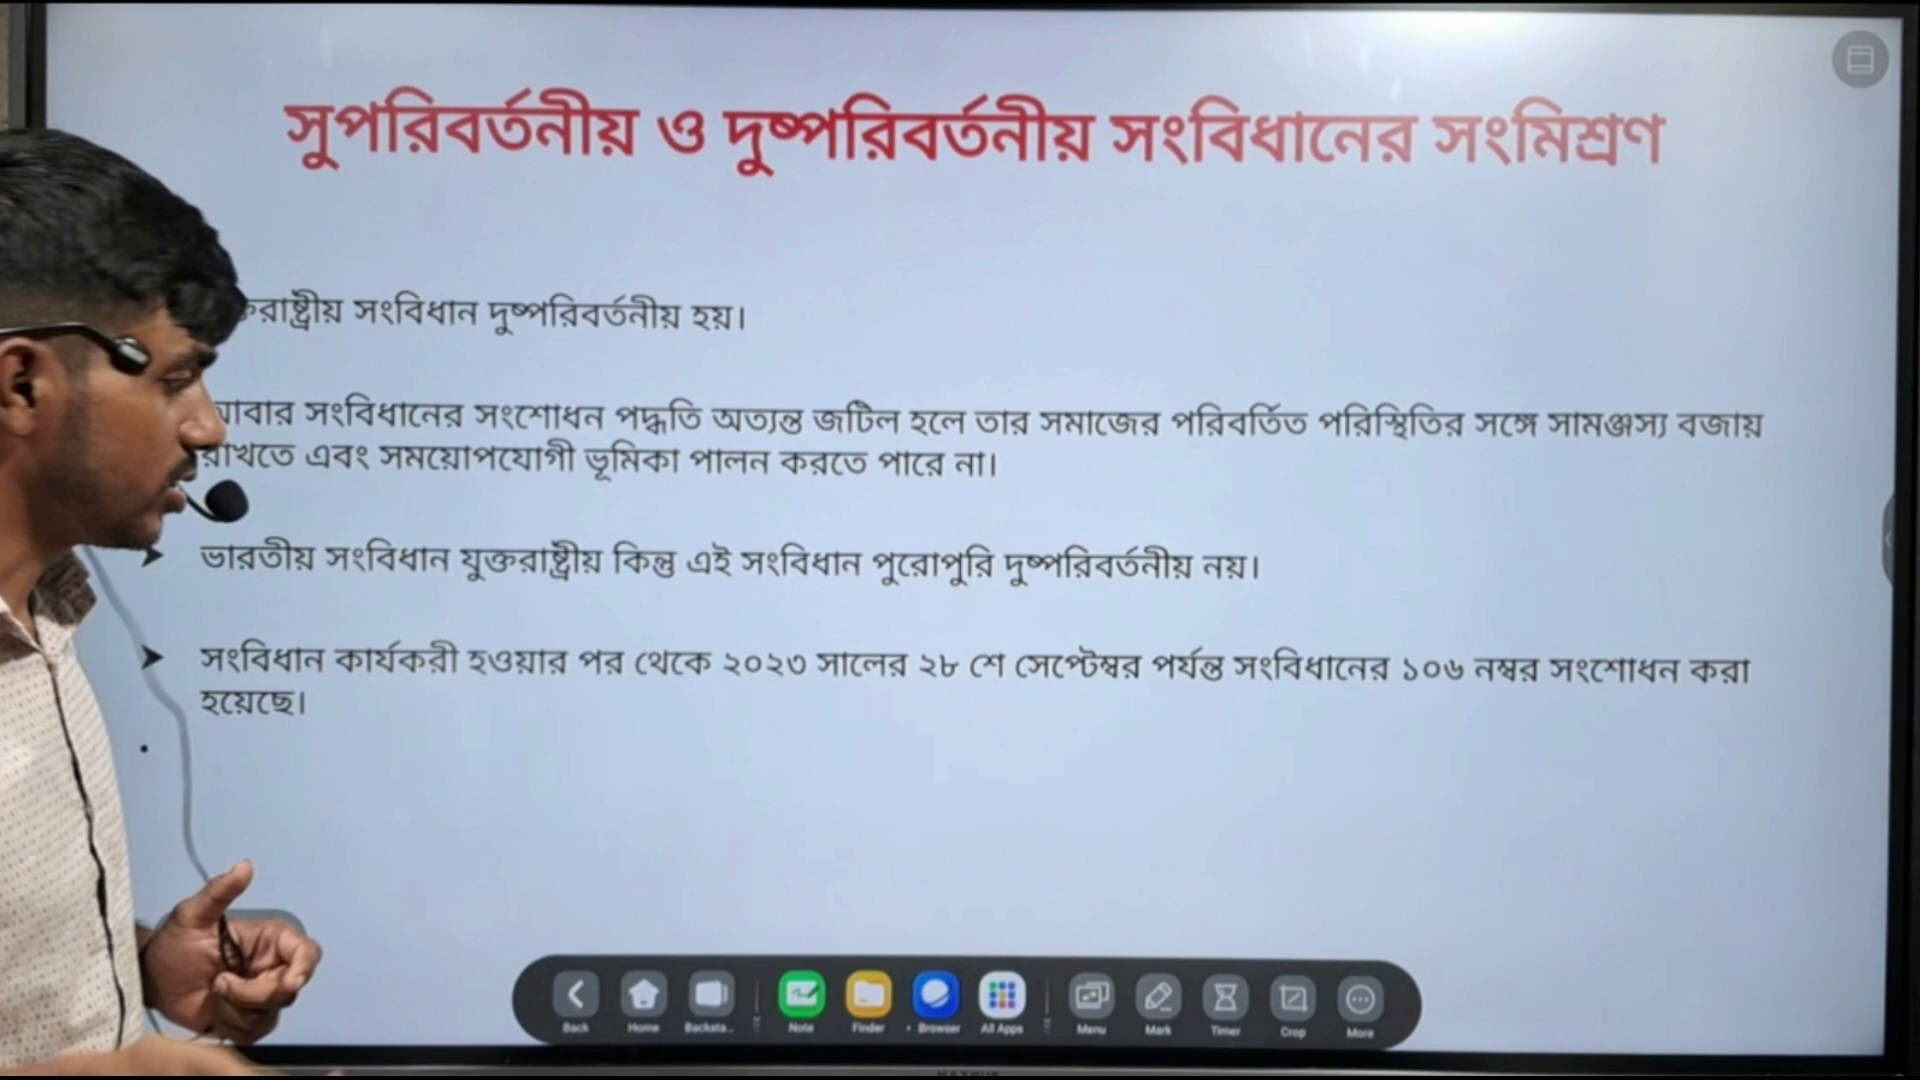 সুপরিবর্তনীয় ও দুষ্পরিবর্তনীয় সংবিধানের সংমিশ্রণ
সংবিধান দুষ্পরিবর্তনীয় হয়।
সংবিধানের সংশোধন পদ্ধতি অত্যন্ত জটিল হলে তার সমাজের পরিবর্তিত পরিস্থিতির সঙ্গে সামঞ্জস্য বজায়
রাখতে এবং সময়োপযোগী ভূমিকা পালন করতে পারে না।
➤ ভারতীয় সংবিধান যুক্তরাষ্ট্রীয় কিন্তু এই সংবিধান পুরোপুরি দুষ্পরিবর্তনীয় নয়।
➤ সংবিধান কার্যকরী হওয়ার পর থেকে ২০২৩ সালের ২৮ শে সেপ্টেম্বর পর্যন্ত সংবিধানের ১০৬ নম্বর সংশোধন করা
হয়েছে।
Back Home Backsta... Note Finder Browser All Apps Menu Mark Timer Crop More